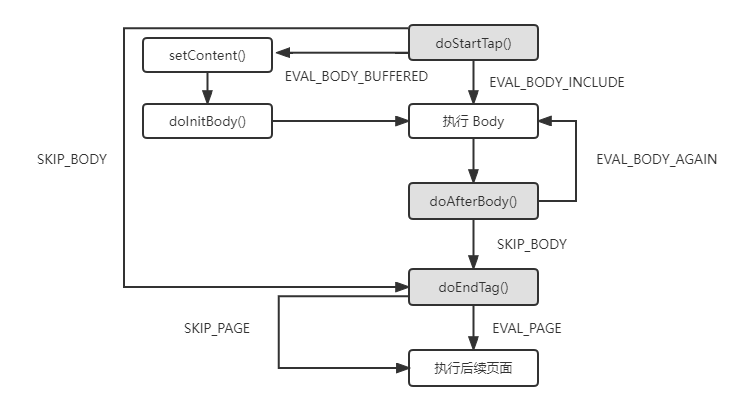 doStartTap()
setContent()
EVAL_BODY_BUFFERED
EVAL_BODY_INCLUDE
doInitBody()
执行 Body
SKIP_BODY
EVAL_BODY_AGAIN
doAfterBody()
SKIP_BODY
doEndTag()
SKIP_PAGE
EVAL_PAGE
执行后续页面